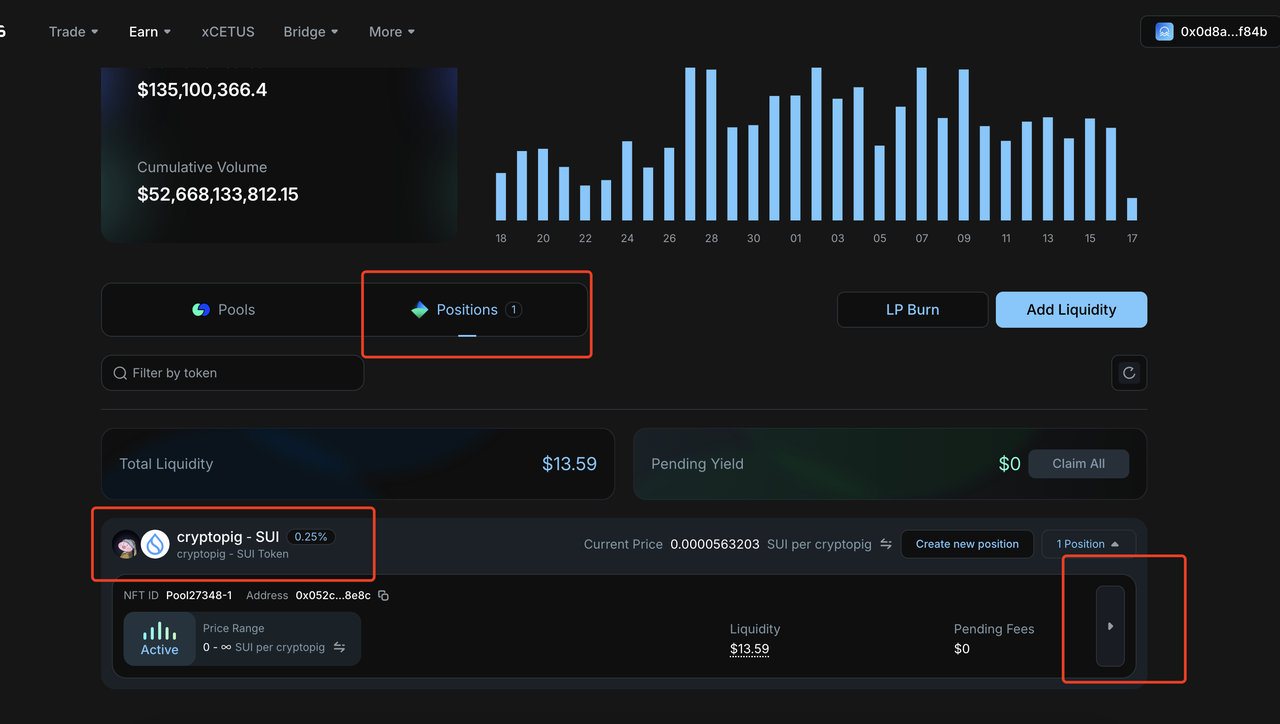 Trade Earn xCETUS Bridge More 0x0d8a...f84b
$135,100,366.4
Cumulative Volume
$52,668,133,812.15
18 20 22 24 26 28 30 01 03 05 07 09 11 13 15 17
Pools Positions 1 LP Burn Add Liquidity
Filter by token
Total Liquidity $13.59 Pending Yield $0 Claim All
cryptopig - SUI 0.25%
cryptopig - SUI Token
Current Price 0.0000563203 SUI per cryptopig Create new position 1 Position
NFT ID Pool27348-1 Address 0x052c...8e8c
Active
Price Range
0 - ∞ SUI per cryptopig
Liquidity
$13.59
Pending Fees
$0